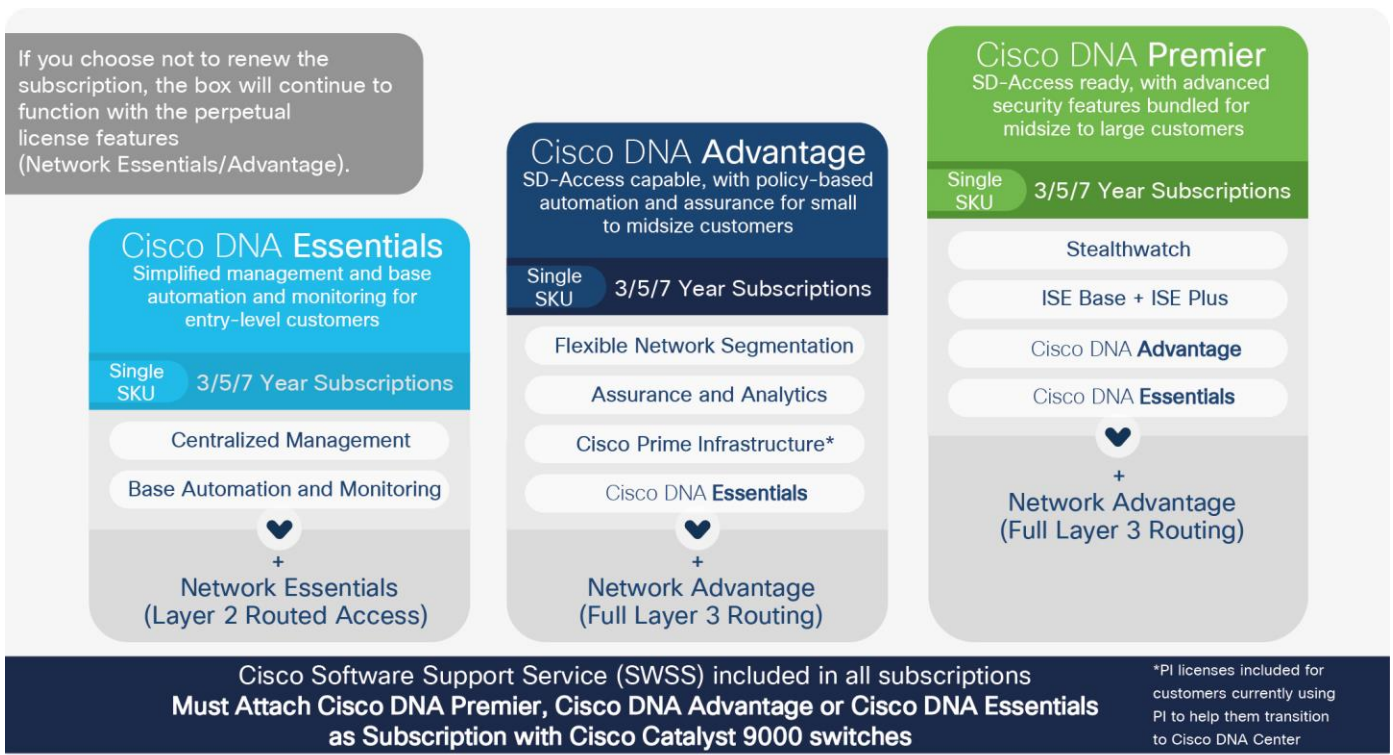 If you choose not to renew the
subscription, the box will continue to
function with the perpetual
license features
(Network Essentials/Advantage).
Cisco DNA Essentials
Simplified management and base
automation and monitoring for
entry-level customers
Single
SKU
3/5/7 Year Subscriptions
Centralized Management
Base Automation and Monitoring
+
Network Essentials
(Layer 2 Routed Access)
Cisco DNA Advantage
SD-Access capable, with policy-based
automation and assurance for small
to midsize customers
Single
SKU
3/5/7 Year Subscriptions
Flexible Network Segmentation
Assurance and Analytics
Cisco Prime Infrastructure*
Cisco DNA Essentials
+
Network Advantage
(Full Layer 3 Routing)
Cisco DNA Premier
SD-Access ready, with advanced
security features bundled for
midsize to large customers
Single
SKU
3/5/7 Year Subscriptions
Stealthwatch
ISE Base + ISE Plus
Cisco DNA Advantage
Cisco DNA Essentials
+
Network Advantage
(Full Layer 3 Routing)
Cisco Software Support Service (SWSS) included in all subscriptions
Must Attach Cisco DNA Premier, Cisco DNA Advantage or Cisco DNA Essentials
as Subscription with Cisco Catalyst 9000 switches
*PI licenses included for
customers currently using
PI to help them transition
to Cisco DNA Center